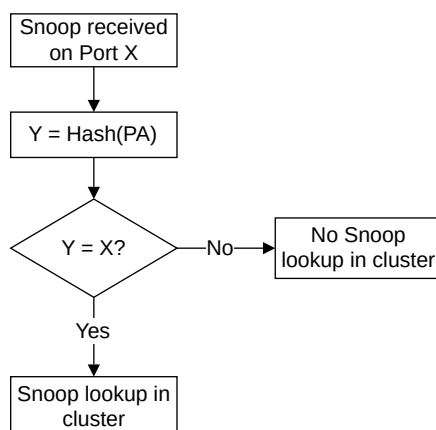 Snoop received
on Port X
Y = Hash(PA)
Y = X?
No
No Snoop
lookup in cluster
Yes
Snoop lookup in
cluster